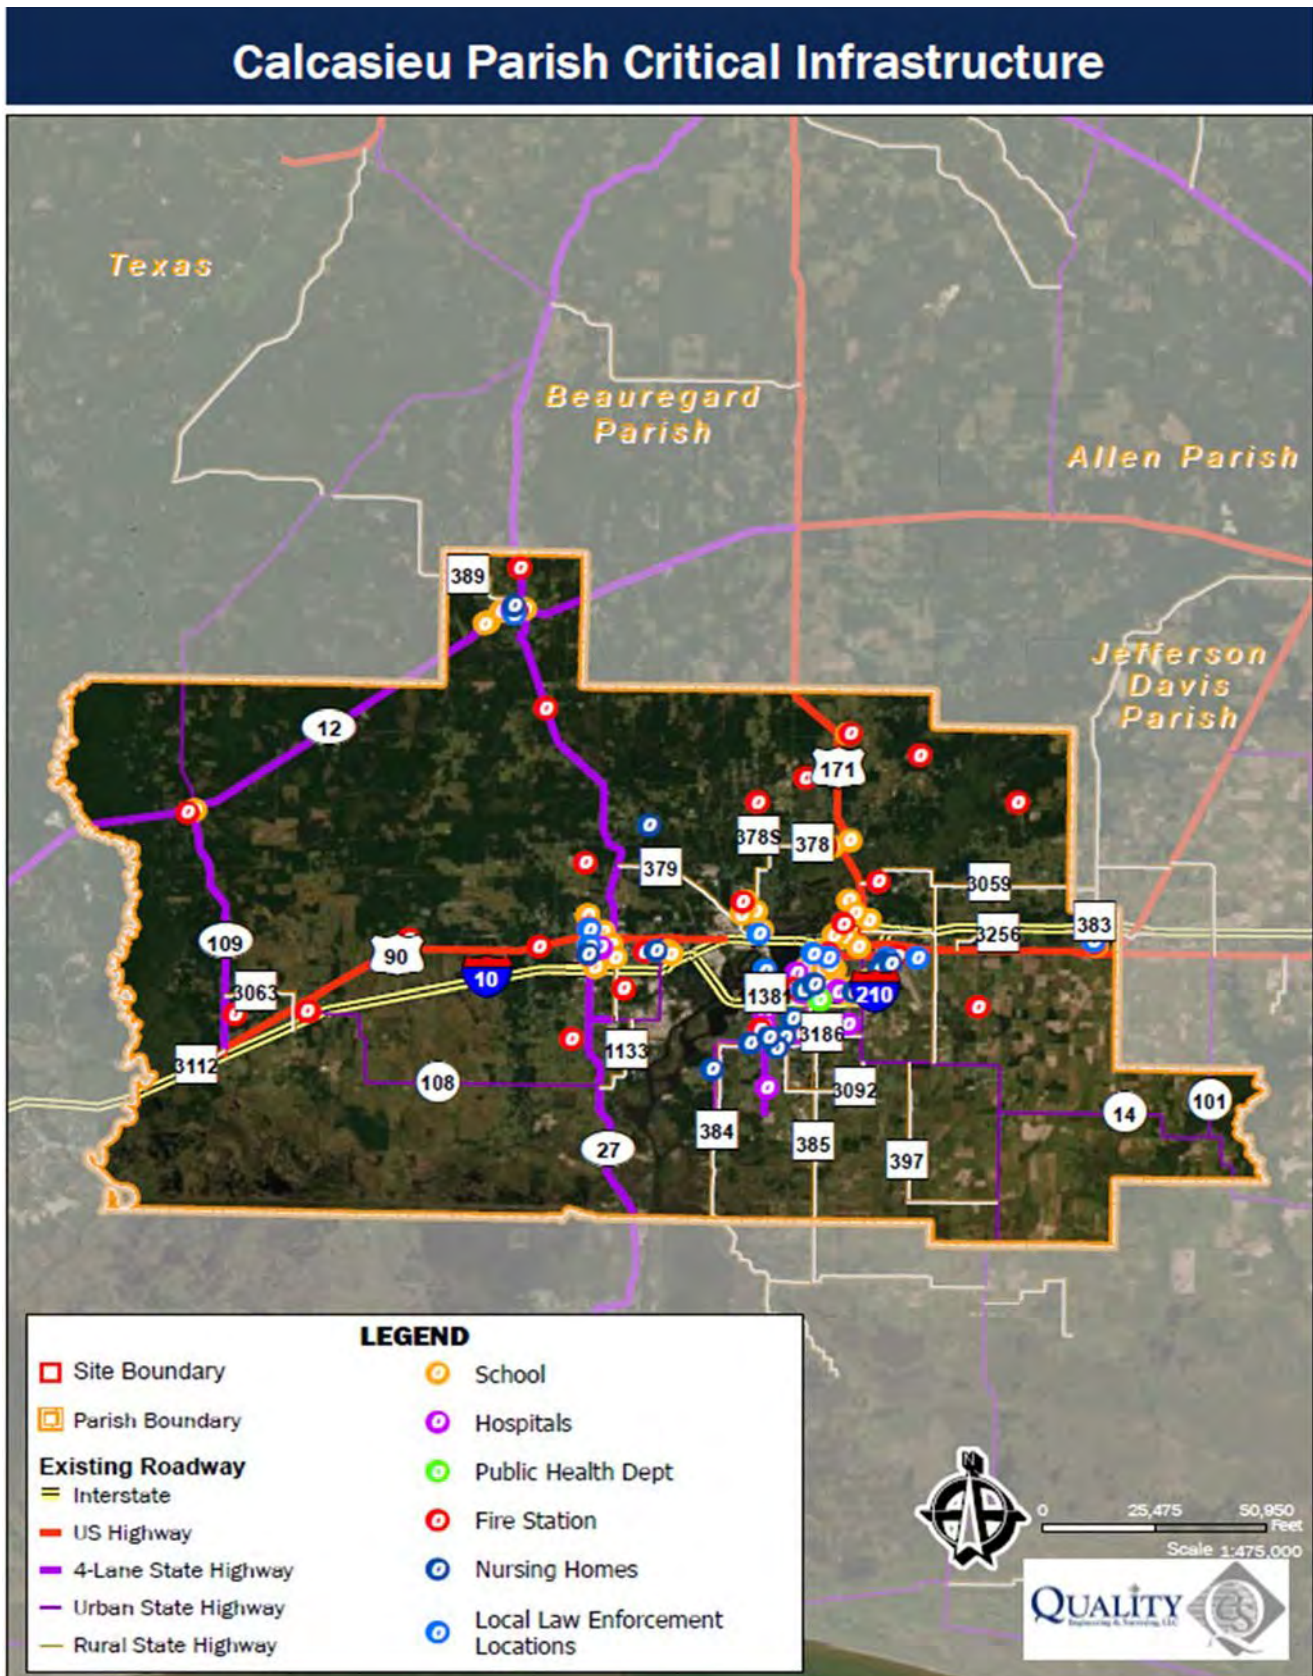 Calcasieu Parish Critical Infrastructure
Texas
Beauregard
Parish
Allen Parish
389
Jefferson
Davis
Parish
12
171
378S
378
379
3059
383
3256
109
90
10
3063
1381
210
3186
1133
3112
108
3092
101
14
384
385
27
397
LEGEND
Site Boundary
Parish Boundary
Existing Roadway
Interstate
US Highway
4-Lane State Highway
Urban State Highway
Rural State Highway
School
Hospitals
Public Health Dept
Fire Station
Nursing Homes
Local Law Enforcement
Locations
N
0 25,475 50,950
Feet
Scale 1:475,000
QUALITY
Engineering & Surveying, LLC